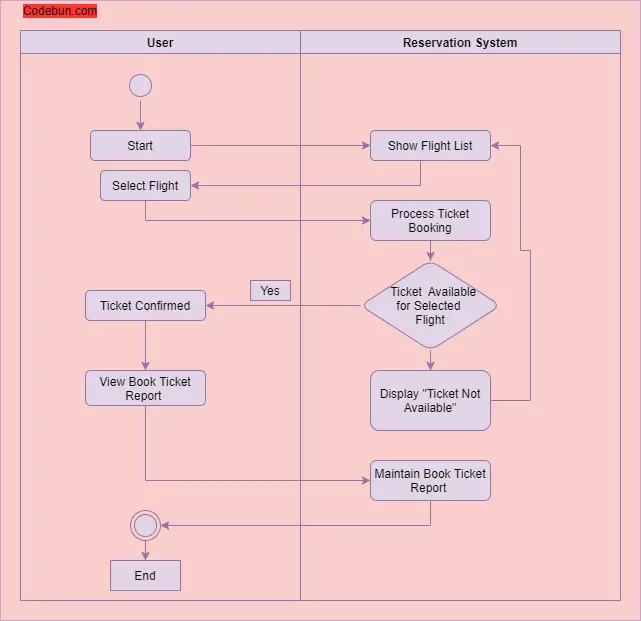 Codebun.com
User
Reservation System
Start
Show Flight List
Select Flight
Process Ticket
Booking
Ticket Available
for Selected
Flight
Yes
Ticket Confirmed
View Book Ticket
Report
Display "Ticket Not
Available"
Maintain Book Ticket
Report
End